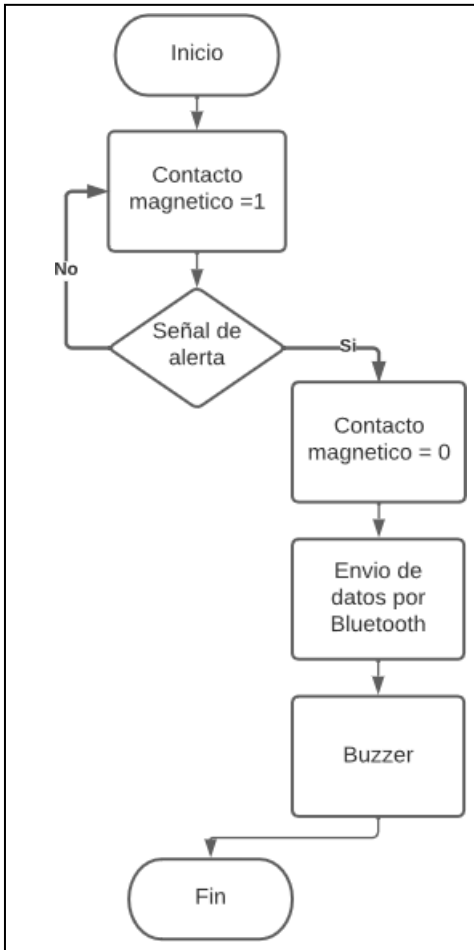 Inicio
Contacto
magnetico =1
No
Señal de
alerta
Si
Contacto
magnetico = 0
Envio de
datos por
Bluetooth
Buzzer
Fin